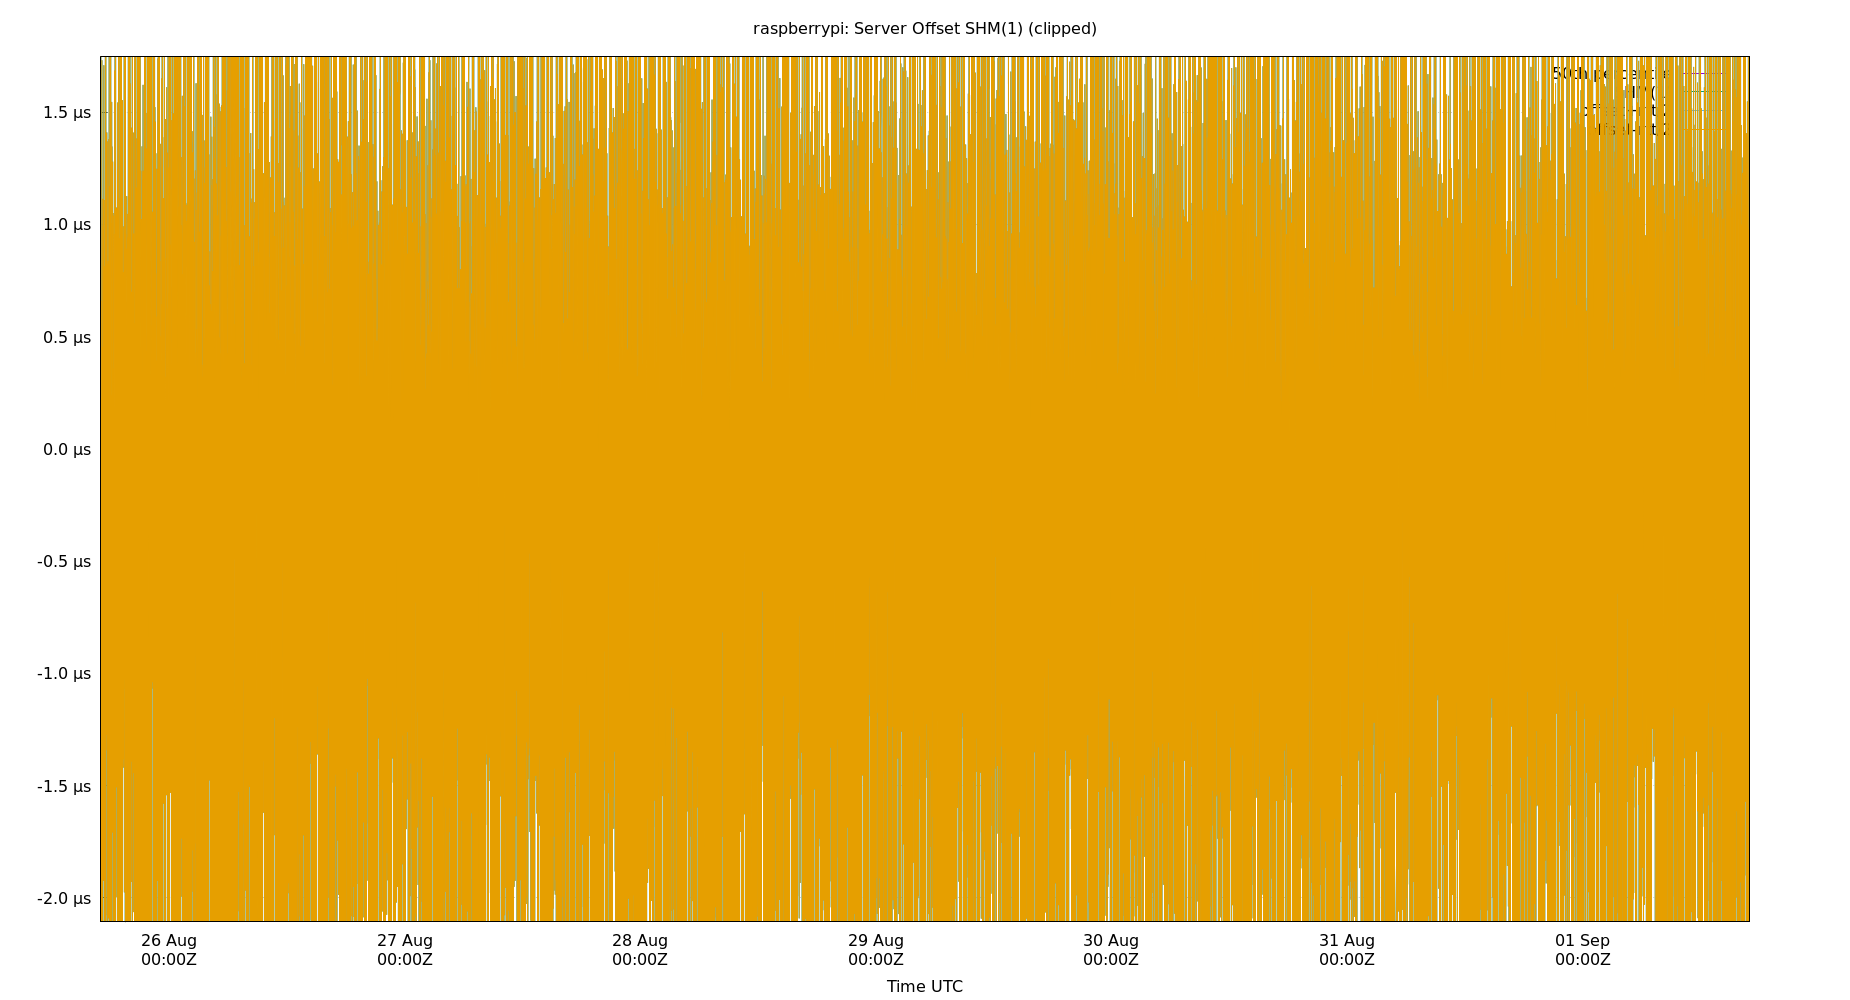 raspberrypi: Server Offset SHM(1) (clipped)
50th percentile
1.5 µs
1.0 µs
0.5 µs
0.0 µs
-0.5 µs
-1.0 µs
-1.5 µs
-2.0 µs
26 Aug 27 Aug 28 Aug 29 Aug 30 Aug 31 Aug 01 Sep
00:00Z 00:00Z 00:00Z 00:00Z 00:00Z 00:00Z 00:00Z
Time UTC